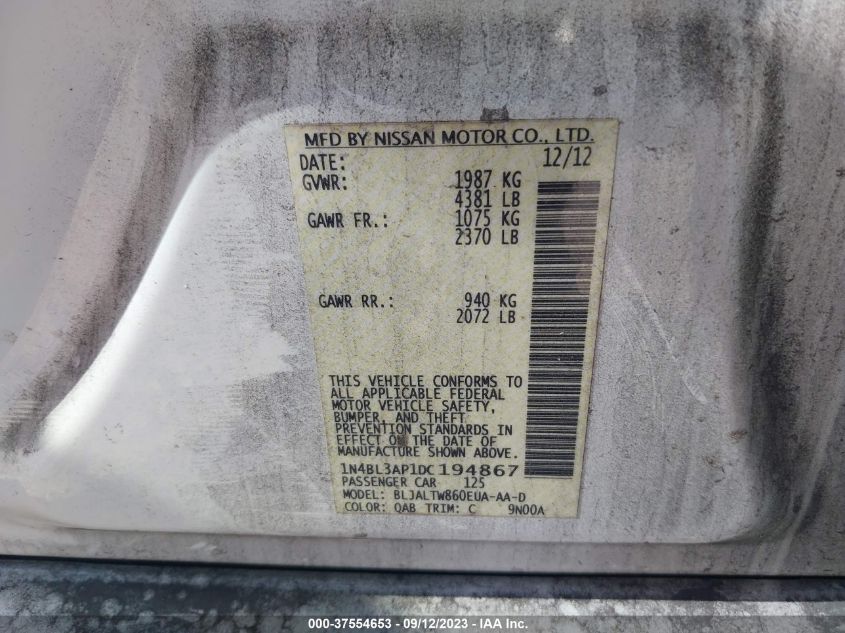 MFD BY NISSAN MOTOR CO., LTD.
DATE: 12/12
GVWR: 1987 KG
4381 LB
GAWR FR.: 1075 KG
2370 LB
GAWR RR.: 940 KG
2072 LB
THIS VEHICLE CONFORMS TO
ALL APPLICABLE FEDERAL
MOTOR VEHICLE SAFETY,
BUMPER, AND THEFT
PREVENTION STANDARDS IN
EFFECT ON THE DATE OF
MANUFACTURE SHOWN ABOVE.
1N4BL3AP1DC194867
PASSENGER CAR 125
MODEL: BLJALTW860EUA-AA-D
COLOR: QAB TRIM: C 9N00A
000-37554653 - 09/12/2023 - IAAI.COM